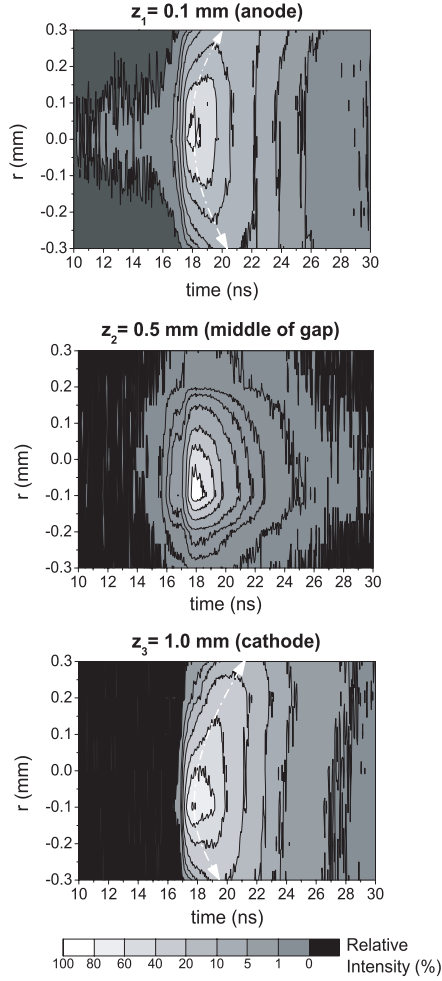 z1= 0.1 mm (anode)
0.3
0.2
0.1
0.0
-0.1
-0.2
-0.3
r (mm)
10 12 14 16 18 20 22 24 26 28 30
time (ns)
z2= 0.5 mm (middle of gap)
0.3
0.2
0.1
0.0
-0.1
-0.2
-0.3
r (mm)
10 12 14 16 18 20 22 24 26 28 30
time (ns)
z3= 1.0 mm (cathode)
0.3
0.2
0.1
0.0
-0.1
-0.2
-0.3
r (mm)
10 12 14 16 18 20 22 24 26 28 30
time (ns)
100 80 60 40 20 10 5 1 0
Relative
Intensity (%)